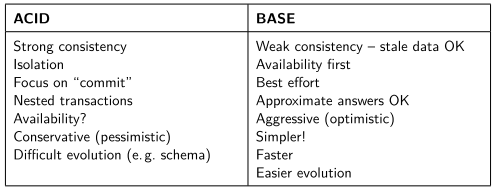 ACID BASE
Strong consistency Weak consistency – stale data OK
Isolation Availability first
Focus on “commit” Best effort
Nested transactions Approximate answers OK
Availability? Aggressive (optimistic)
Conservative (pessimistic) Simpler!
Difficult evolution (e. g. schema) Faster
Easier evolution